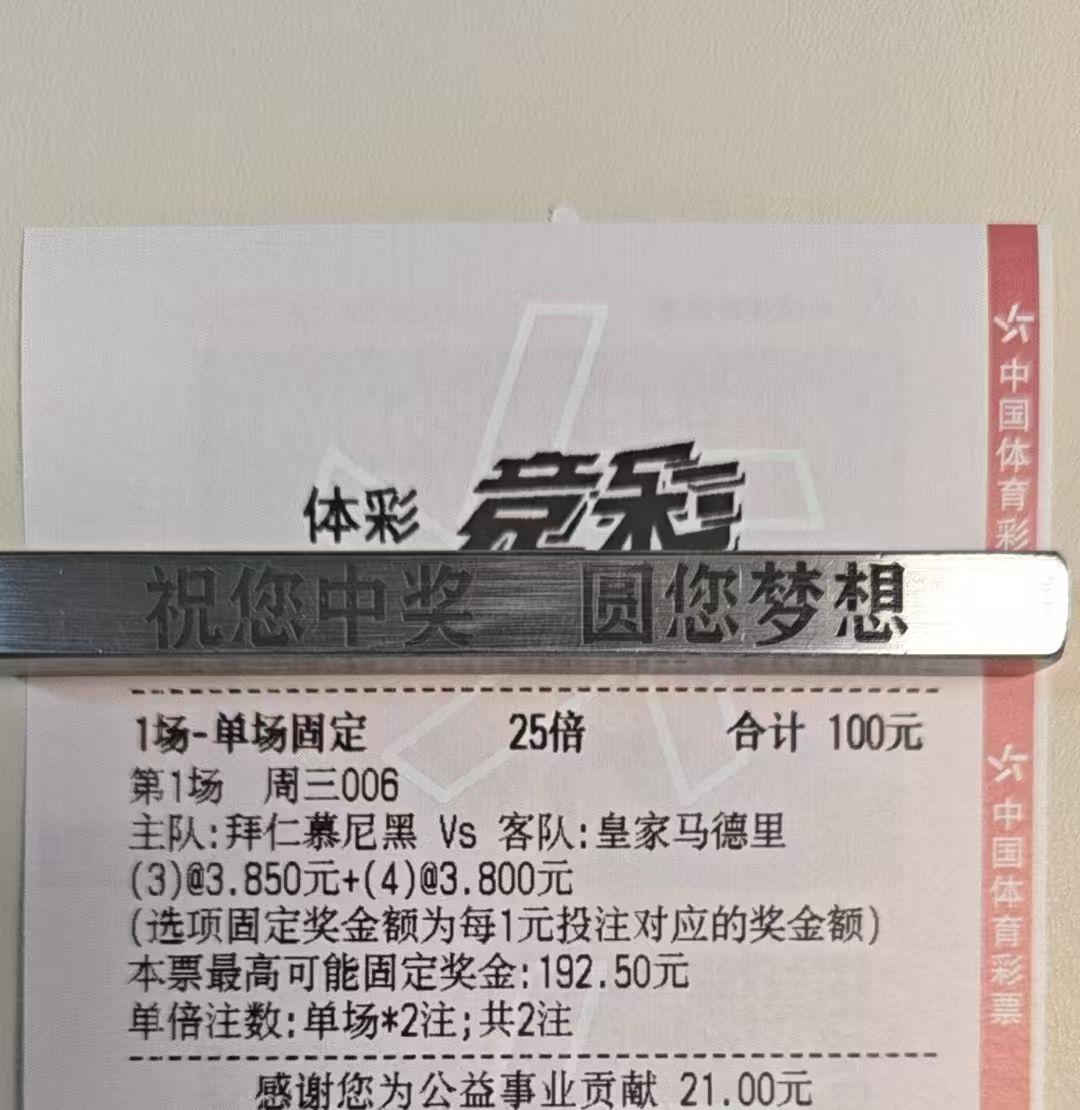 体彩 竞彩
祝您中奖 圆您梦想
1场-单场固定 25倍 合计 100元
第1场 周三006
主队:拜仁慕尼黑 Vs 客队:皇家马德里
(3)@3.850元+(4)@3.800元
(选项固定奖金额为每1元投注对应的奖金额)
本票最高可能固定奖金:192.50元
单倍注数:单场*2注;共2注
感谢您为公益事业贡献 21.00元
中国体育彩
中国体育彩票